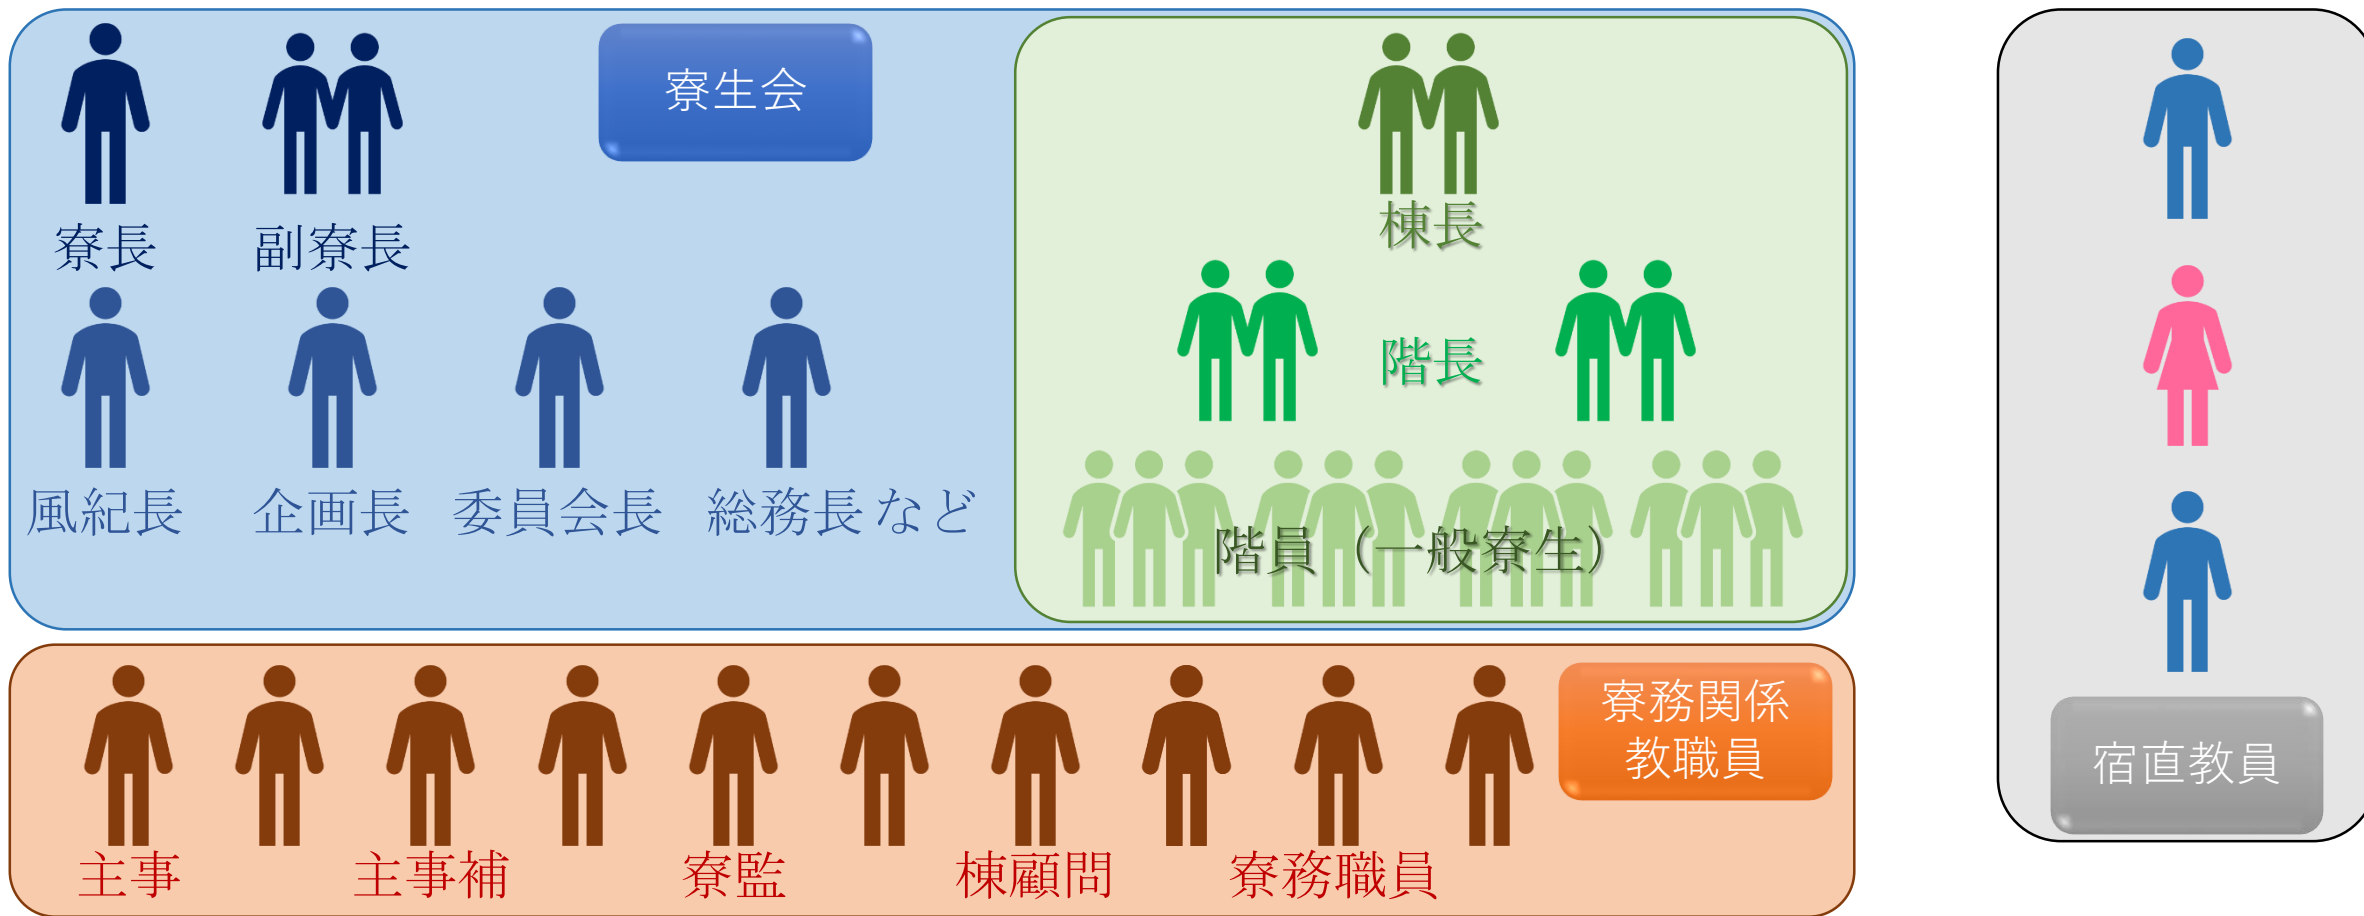 寮生会
寮長
副寮長
風紀長
企画長
委員会長
総務長 など
棟長
階長
階員（一般寮生）
寮務関係
教職員
主事
主事補
寮監
棟顧問
寮務職員
宿直教員